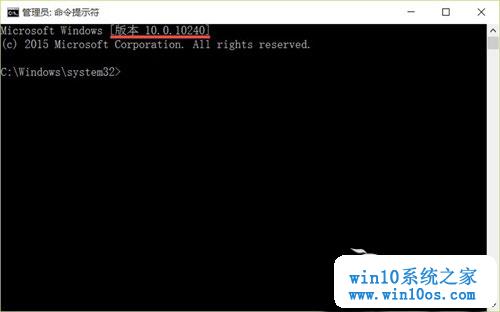 管理员: 命令提示符
Microsoft Windows [版本 10.0.10240]
(c) 2015 Microsoft Corporation. All rights reserved.
C:\Windows\system32>
win10系统之家
www.win10os.com